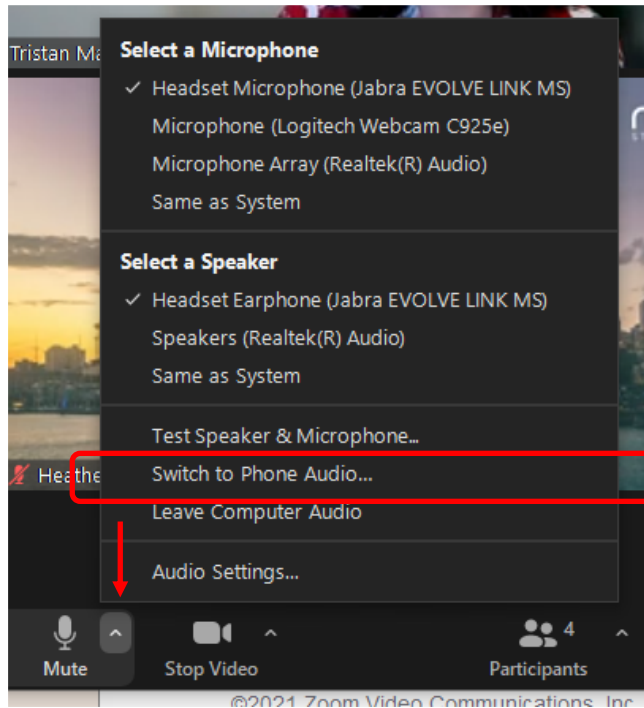 Tristan Ma
Select a Microphone
Headset Microphone (Jabra EVOLVE LINK MS)
Microphone (Logitech Webcam C925e)
Microphone Array (Realtek(R) Audio)
Same as System
Select a Speaker
Headset Earphone (Jabra EVOLVE LINK MS)
Speakers (Realtek(R) Audio)
Same as System
Test Speaker & Microphone...
Heathe
Switch to Phone Audio...
Leave Computer Audio
Audio Settings...
4
Mute
Stop Video
Participants
©2021 Zoom Video Communications, Inc